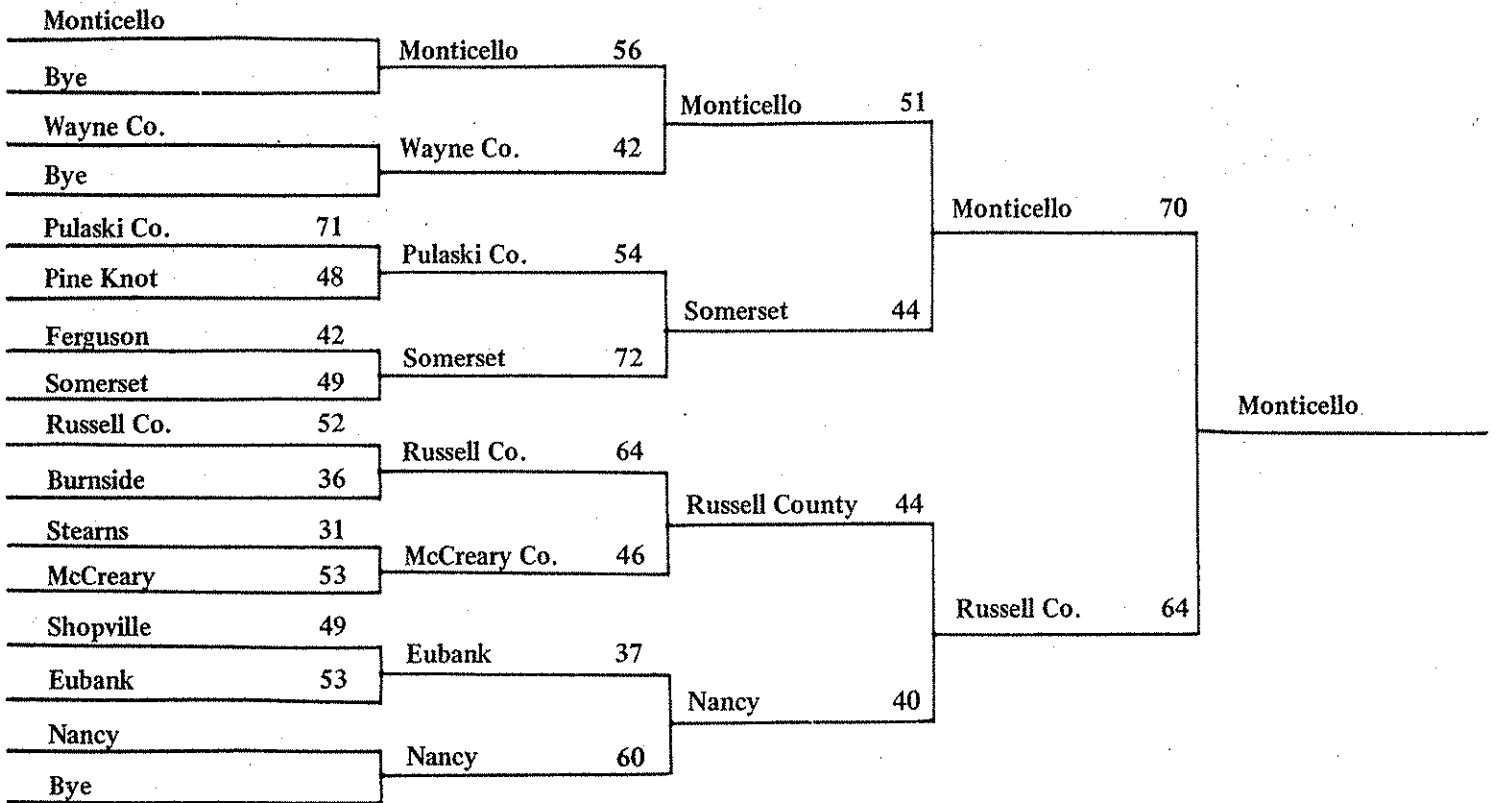 Monticello
Bye
Wayne Co.
Bye
Pulaski Co. 71
Pine Knot 48
Ferguson 42
Somerset 49
Russell Co. 52
Burnside 36
Stearns 31
McCreary 53
Shopville 49
Eubank 53
Nancy
Bye
Monticello 56
Wayne Co. 42
Pulaski Co. 54
Somerset 72
Russell Co. 64
McCreary Co. 46
Eubank 37
Nancy 60
Monticello 51
Somerset 44
Russell County 44
Nancy 40
Monticello 70
Russell Co. 64
Monticello